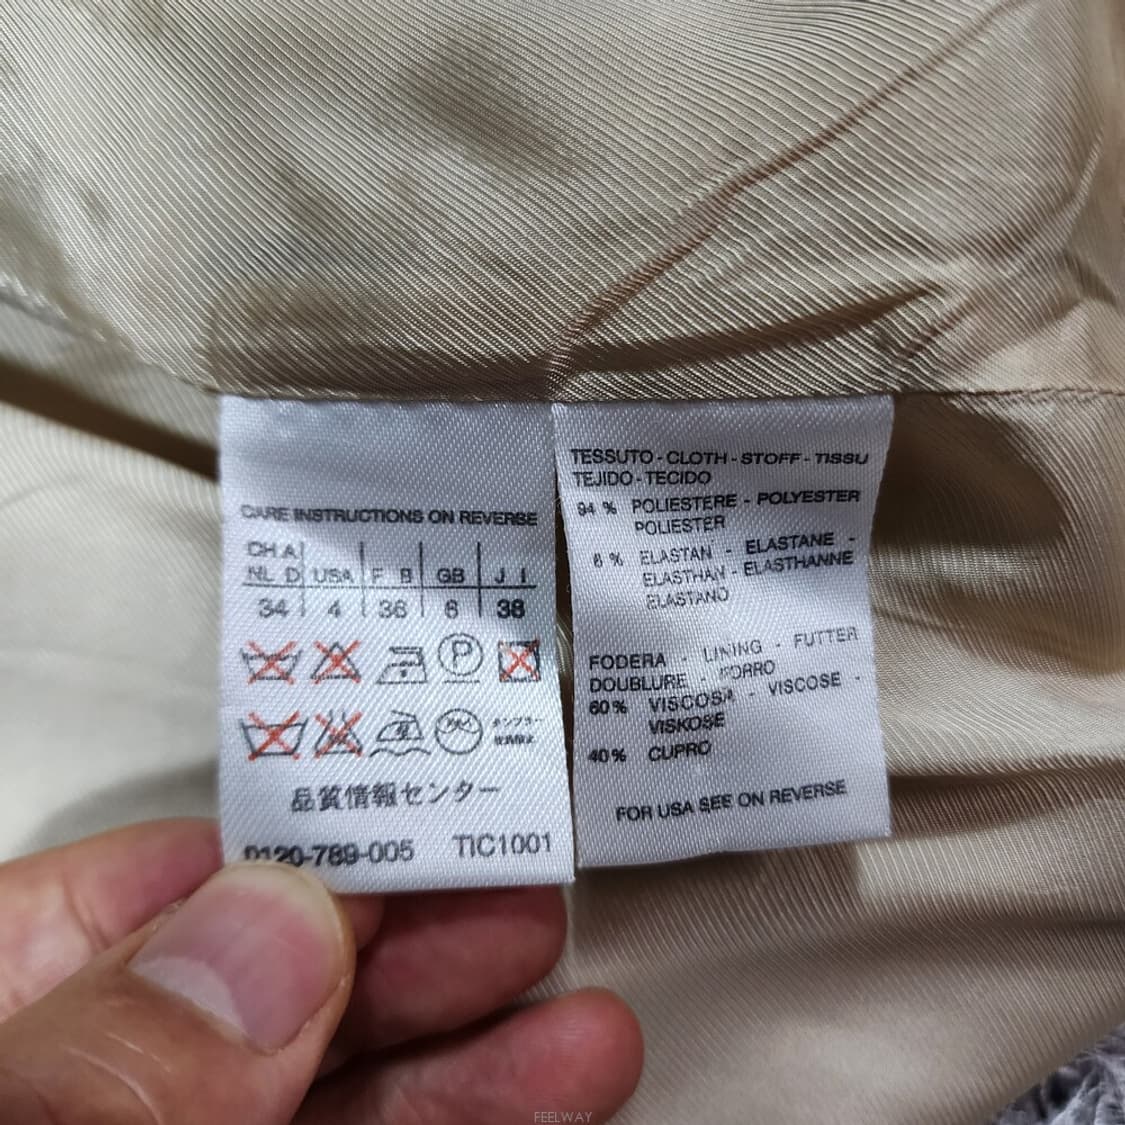 CARE INSTRUCTIONS ON REVERSE
CH A
NL D USA F B GB J I
34 4 36 6 38
P
品質情報センター
0120-789-005 TIC1001
TESSUTO - CLOTH - STOFF - TISSU
TEJIDO - TECIDO
94 % POLIESTERE - POLYESTER
POLIESTER
6 % ELASTAN - ELASTANE -
ELASTHAN - ELASTHANNE
ELASTANO
FODERA - LINING - FUTTER
DOUBLURE - FORRO
60 % VISCOSA - VISCOSE -
VISKOSE
40 % CUPRO
FOR USA SEE ON REVERSE
FEELWAY